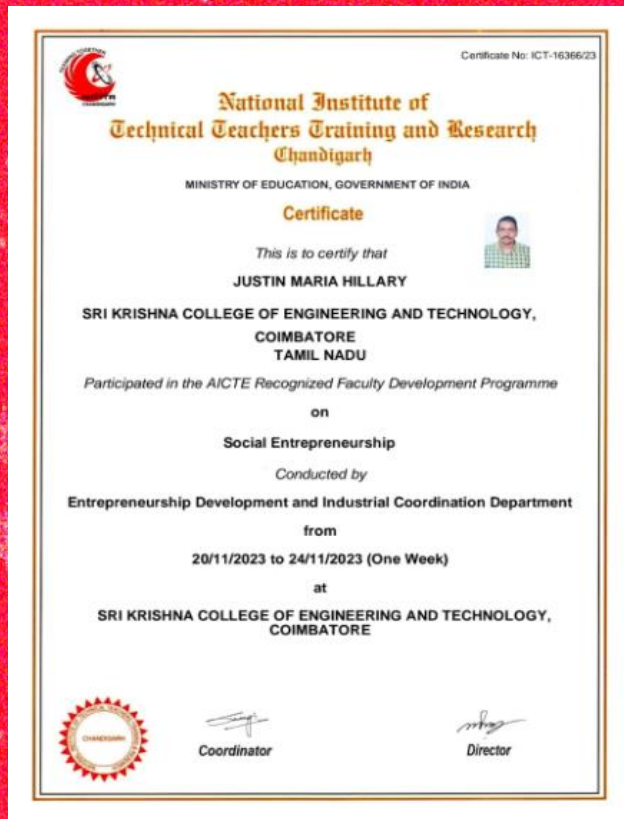 Certificate No: ICT-16366/23
National Institute of
Technical Teachers Training and Research
Chandigarh
MINISTRY OF EDUCATION, GOVERNMENT OF INDIA
Certificate
This is to certify that
JUSTIN MARIA HILLARY
SRI KRISHNA COLLEGE OF ENGINEERING AND TECHNOLOGY,
COIMBATORE
TAMIL NADU
Participated in the AICTE Recognized Faculty Development Programme
on
Social Entrepreneurship
Conducted by
Entrepreneurship Development and Industrial Coordination Department
from
20/11/2023 to 24/11/2023 (One Week)
at
SRI KRISHNA COLLEGE OF ENGINEERING AND TECHNOLOGY,
COIMBATORE
CHANDIGARH
Coordinator
Director